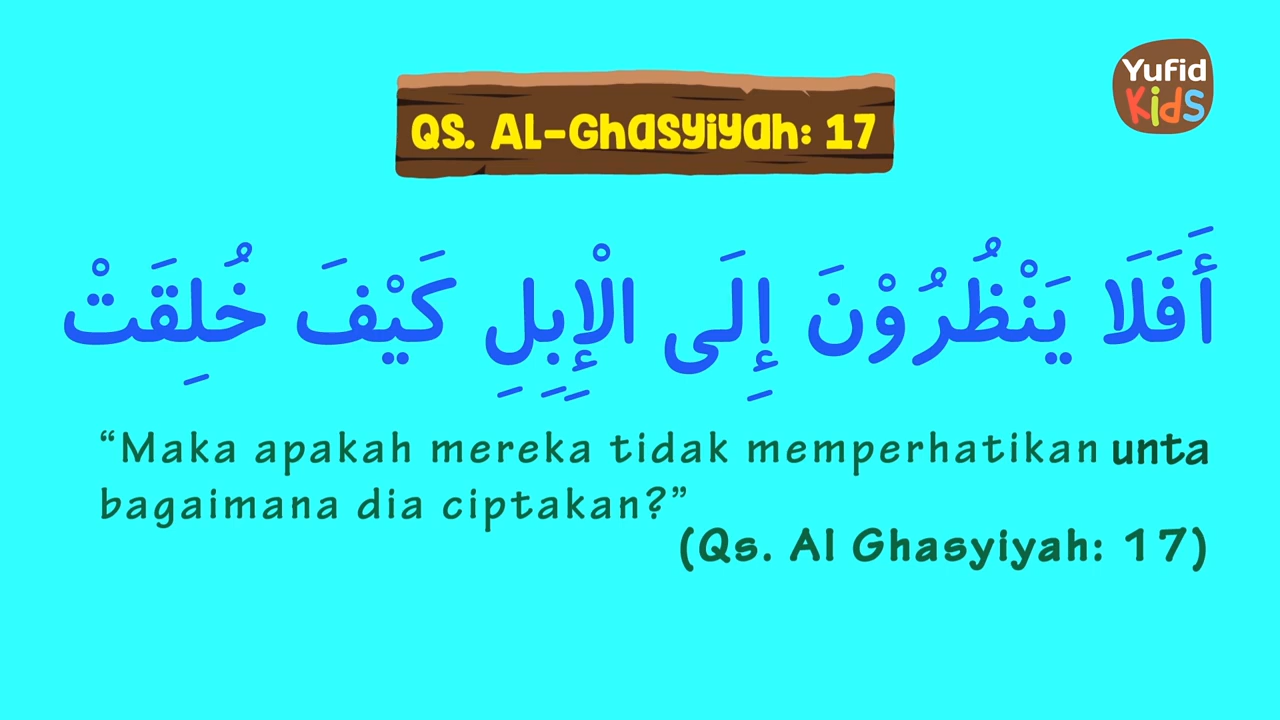 Yufid
Kids
QS. AL-Ghasyiyah: 17
أَفَلَا يَنْظُرُوْنَ إِلَى الْإِبِلِ كَيْفَ خُلِقَتْ
“Maka apakah mereka tidak memperhatikan unta
bagaimana dia ciptakan?”
(Qs. Al Ghasyiyah: 17)